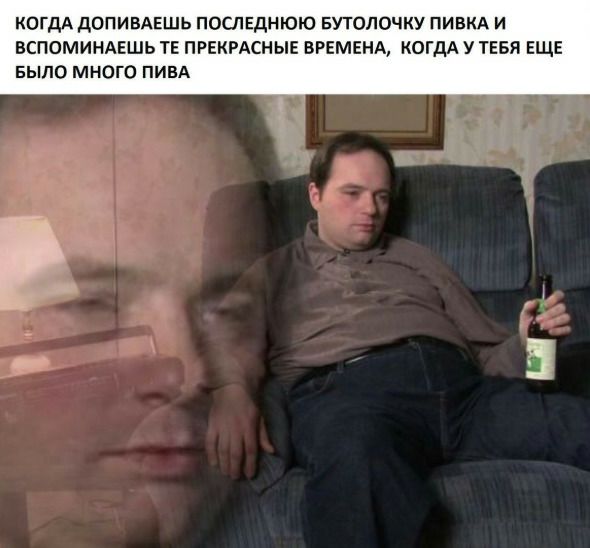 КОГДА ДОПИВАЕШЬ ПОСЛЕДНЮЮ БУТОЛОЧКУ ПИВКА И
ВСПОМИНАЕШЬ ТЕ ПРЕКРАСНЫЕ ВРЕМЕНА, КОГДА У ТЕБЯ ЕЩЕ
БЫЛО МНОГО ПИВА